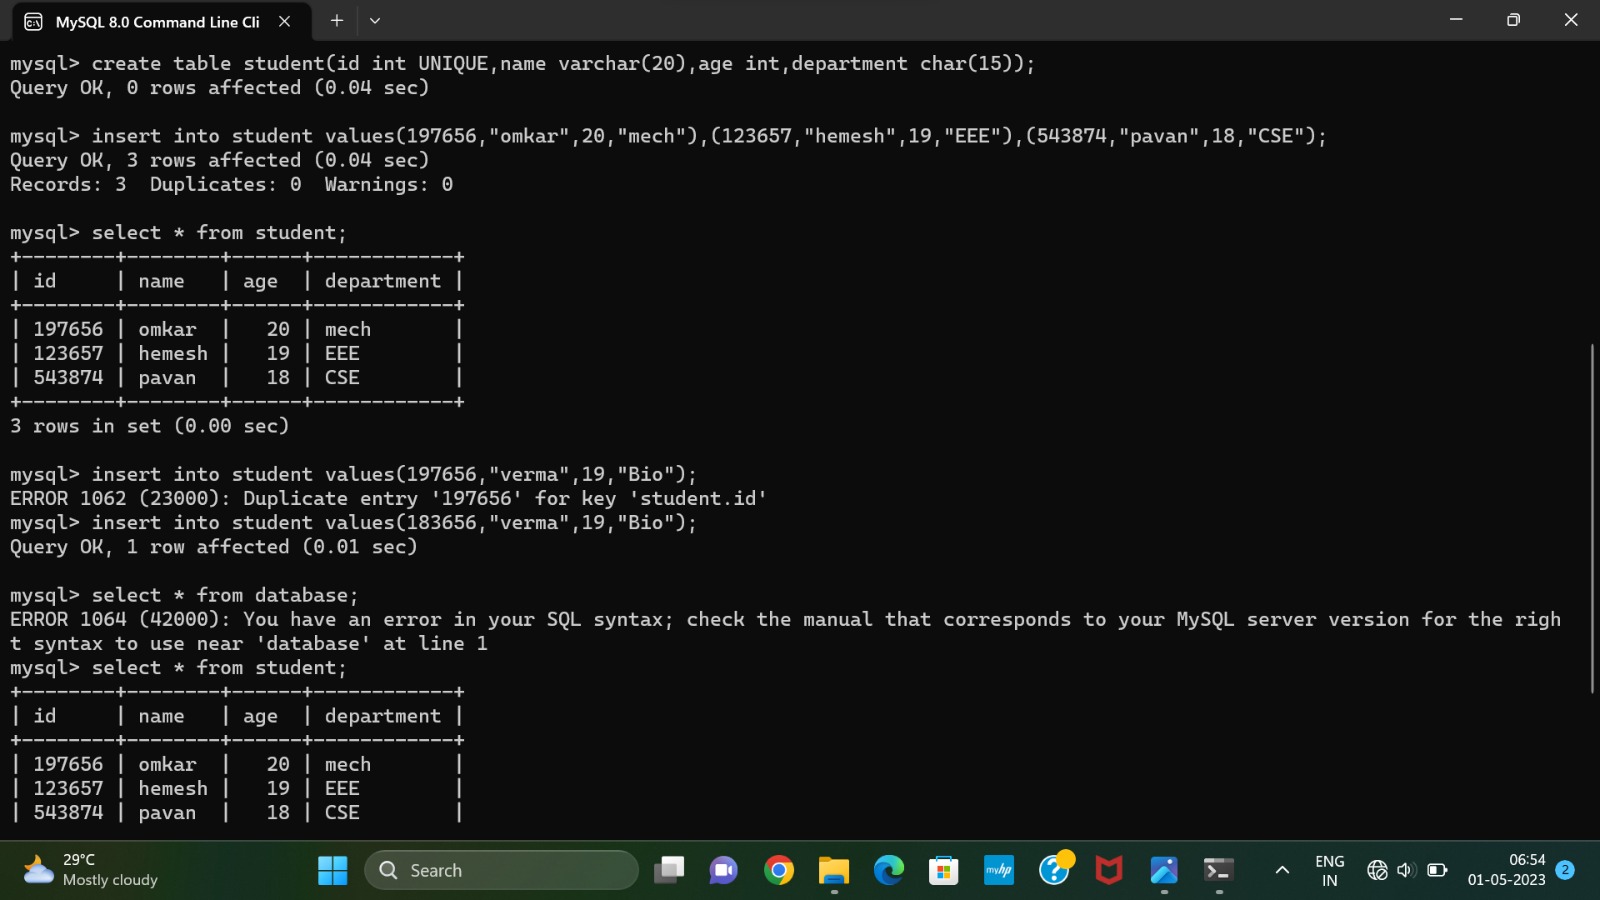 MySQL 8.0 Command Line Cli
mysql> create table student(id int UNIQUE,name varchar(20),age int,department char(15));
Query OK, 0 rows affected (0.04 sec)
mysql> insert into student values(197656,"omkar",20,"mech"),(123657,"hemesh",19,"EEE"),(543874,"pavan",18,"CSE");
Query OK, 3 rows affected (0.04 sec)
Records: 3  Duplicates: 0  Warnings: 0
mysql> select * from student;
+--------+--------+------+------------+
| id     | name   | age  | department |
+--------+--------+------+------------+
| 197656 | omkar  |   20 | mech       |
| 123657 | hemesh |   19 | EEE        |
| 543874 | pavan  |   18 | CSE        |
+--------+--------+------+------------+
3 rows in set (0.00 sec)
mysql> insert into student values(197656,"verma",19,"Bio");
ERROR 1062 (23000): Duplicate entry '197656' for key 'student.id'
mysql> insert into student values(183656,"verma",19,"Bio");
Query OK, 1 row affected (0.01 sec)
mysql> select * from database;
ERROR 1064 (42000): You have an error in your SQL syntax; check the manual that corresponds to your MySQL server version for the righ
t syntax to use near 'database' at line 1
mysql> select * from student;
+--------+--------+------+------------+
| id     | name   | age  | department |
+--------+--------+------+------------+
| 197656 | omkar  |   20 | mech       |
| 123657 | hemesh |   19 | EEE        |
| 543874 | pavan  |   18 | CSE        |
29°C
Mostly cloudy
Search
myhp
ENG
IN
06:54
01-05-2023
2